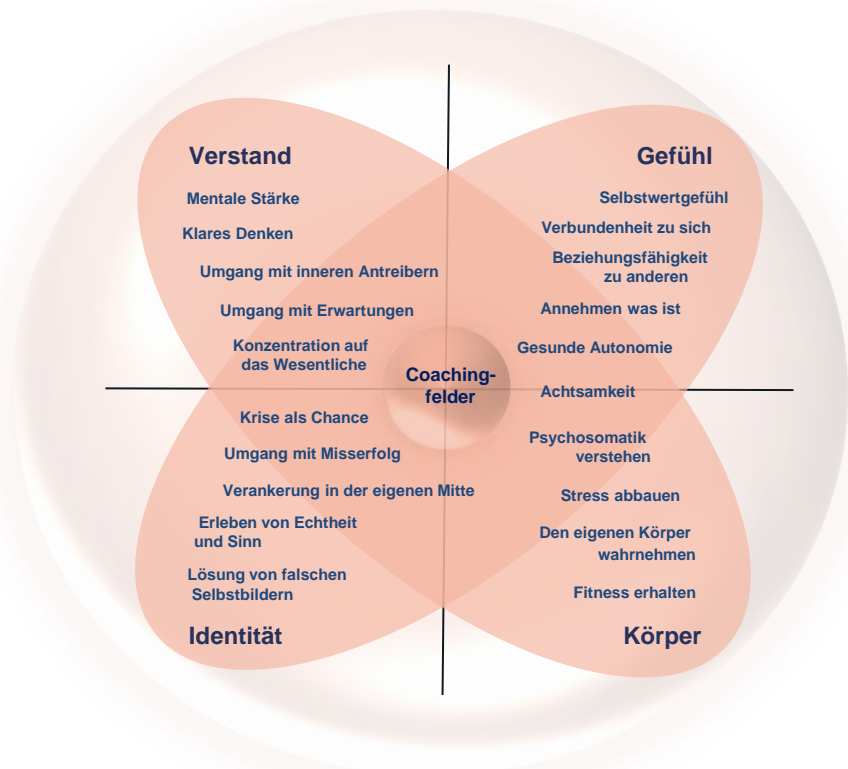 Verstand
Mentale Stärke
Klares Denken
Umgang mit inneren Antreibern
Umgang mit Erwartungen
Konzentration auf
das Wesentliche
Gefühl
Selbstwertgefühl
Verbundenheit zu sich
Beziehungsfähigkeit
zu anderen
Annehmen was ist
Gesunde Autonomie
Coaching-
felder
Krise als Chance
Umgang mit Misserfolg
Verankerung in der eigenen Mitte
Erleben von Echtheit
und Sinn
Lösung von falschen
Selbstbildern
Identität
Achtsamkeit
Psychosomatik
verstehen
Stress abbauen
Den eigenen Körper
wahrnehmen
Fitness erhalten
Körper